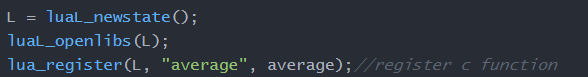 L = luaL_newstate();
luaL_openlibs(L);
lua_register(L, "average", average);//register c function